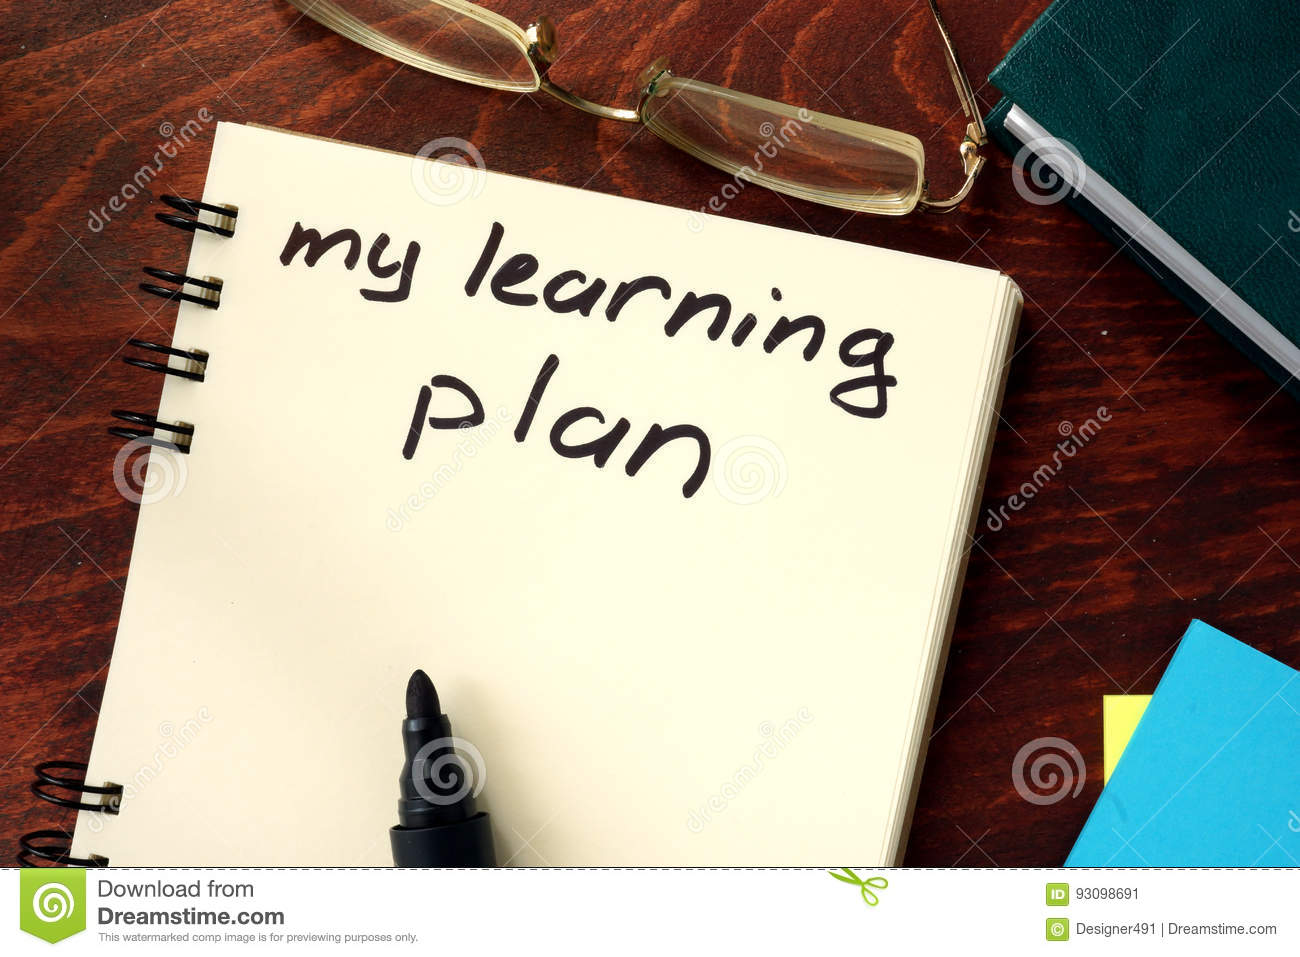 my learning
plan
dreamstime
Download from
Dreamstime.com
This watermarked comp image is for previewing purposes only.
ID 93098691
© Designer491 | Dreamstime.com